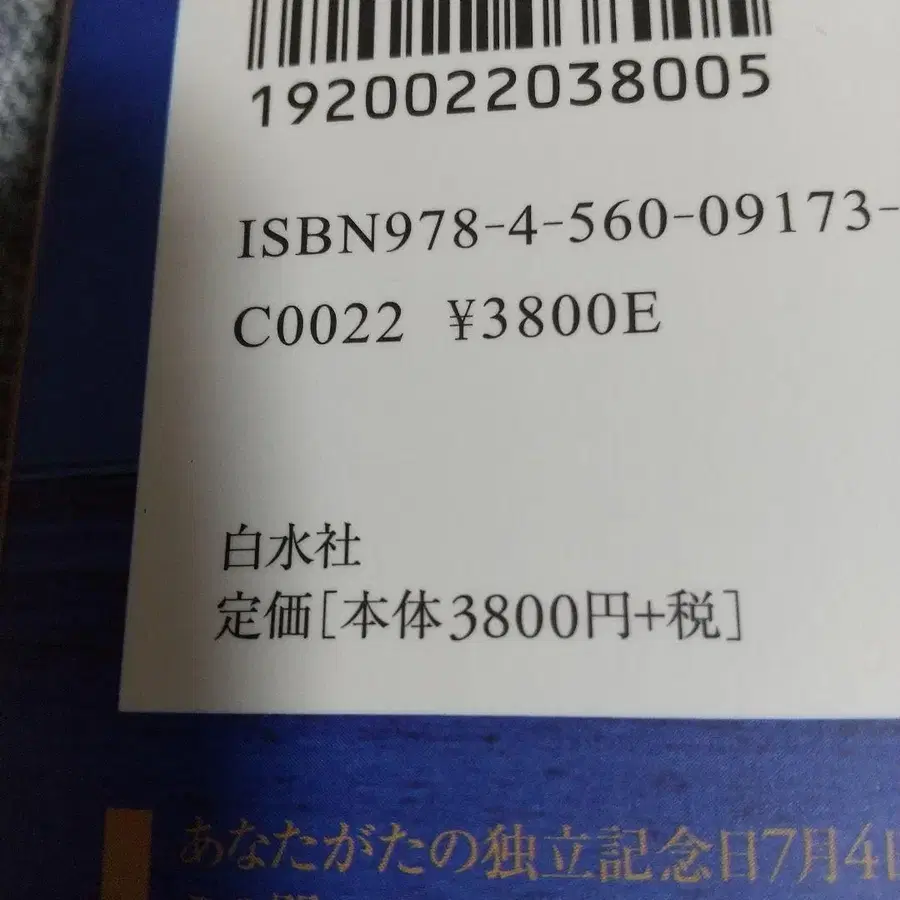 1920022038005
ISBN978-4-560-09173-
C0022 ¥3800E
白水社
定価[本体3800円+税]
あなたがたの独立記念日7月4